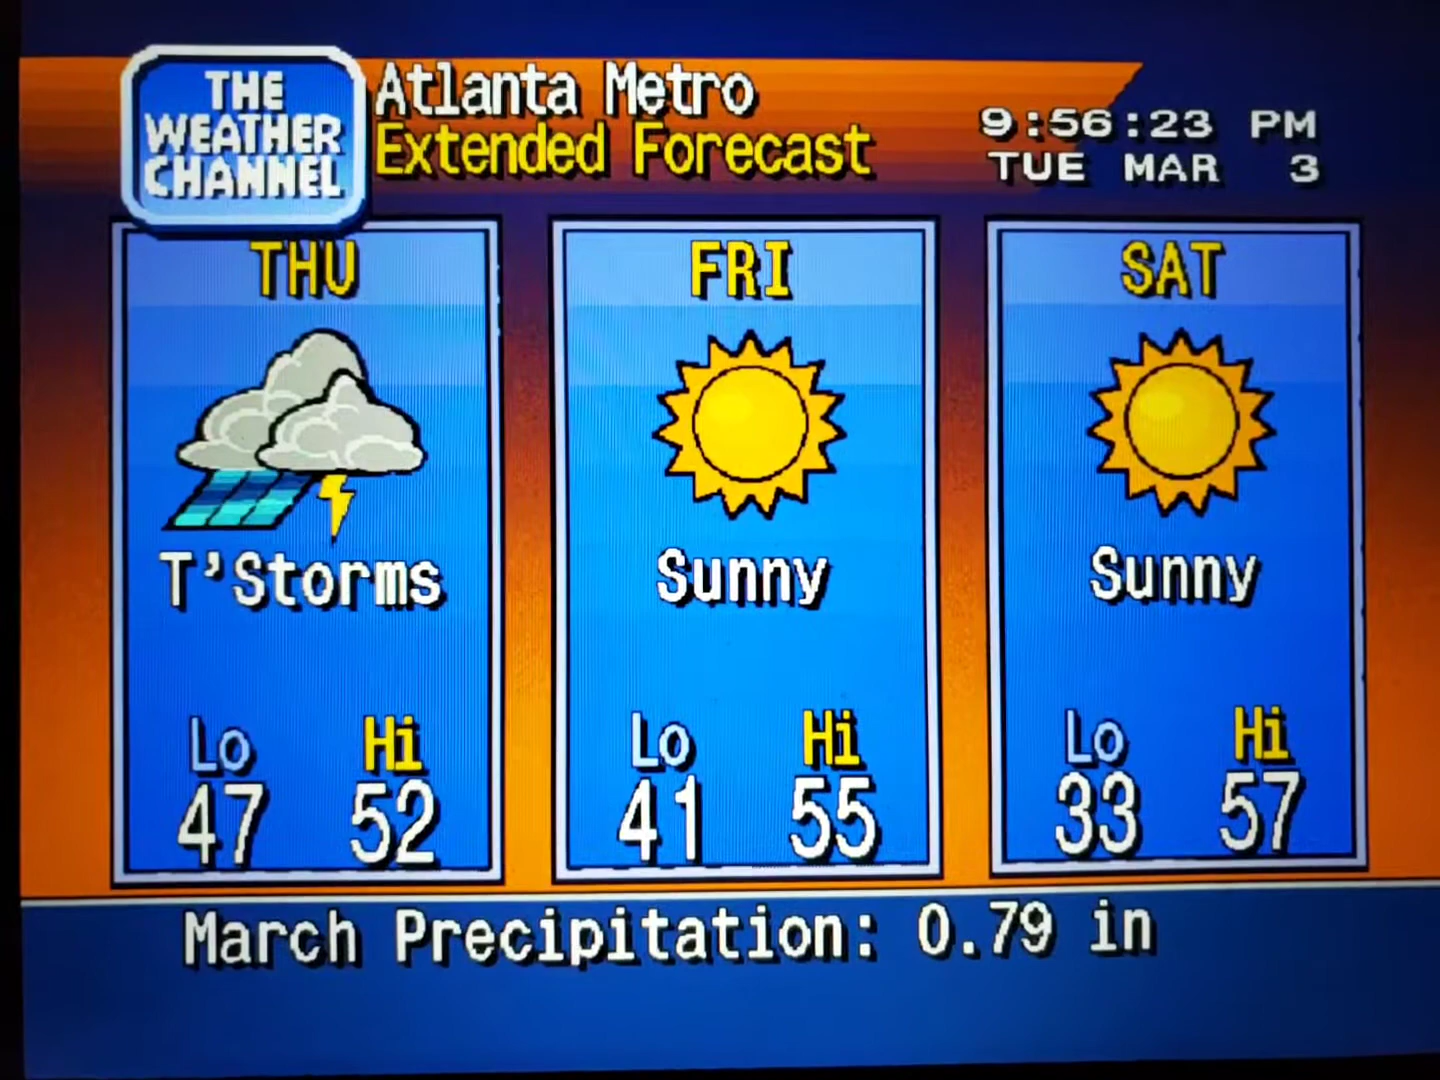 THE
WEATHER
CHANNEL
Atlanta Metro
Extended Forecast
9:56:23 PM
TUE MAR 3
THU
T'Storms
Lo Hi
47 52
FRI
Sunny
Lo Hi
41 55
SAT
Sunny
Lo Hi
33 57
March Precipitation: 0.79 in